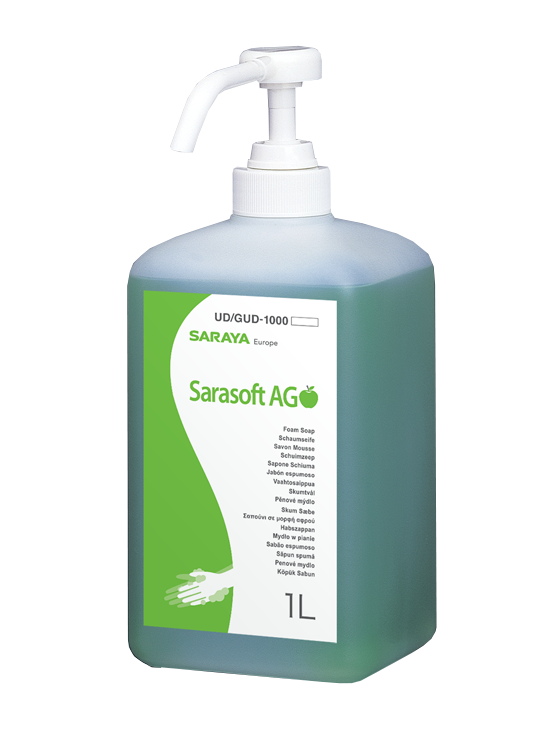 UD/GUD-1000
SARAYA Europe
Sarasoft AG
Foam Soap
Schaumseife
Savon Mousse
Schuimzeep
Sapone Schiuma
Jabón espumoso
Vaahtosaippua
Skumtvål
Pěnové mýdlo
Skum Sæbe
Σαπούνι σε μορφή αφρού
Habszappan
Mydło w pianie
Sabão espumoso
Săpun spumă
Penové mydlo
Köpük Sabun
1L